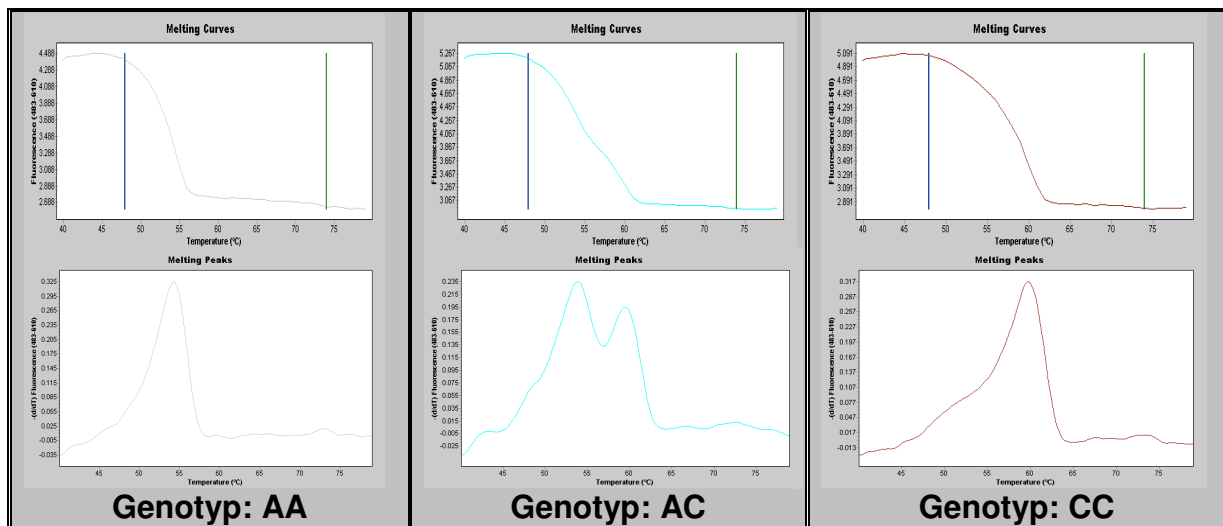 Melting Curves
Fluorescence (483-610)
4.488
4.288
4.088
3.888
3.688
3.488
3.288
3.088
2.888
2.688
40 45 50 55 60 65 70 75
Temperature (°C)
Melting Peaks
-(d/dT) Fluorescence (483-610)
0.325
0.295
0.265
0.235
0.205
0.175
0.145
0.115
0.085
0.055
0.025
-0.005
-0.035
45 50 55 60 65 70 75
Temperature (°C)
Genotyp: AA
Melting Curves
Fluorescence (483-610)
5.267
5.067
4.867
4.667
4.467
4.267
4.067
3.867
3.667
3.467
3.267
3.067
40 45 50 55 60 65 70 75
Temperature (°C)
Melting Peaks
-(d/dT) Fluorescence (483-610)
0.235
0.215
0.195
0.175
0.155
0.135
0.115
0.095
0.075
0.055
0.035
0.015
-0.005
-0.025
45 50 55 60 65 70 75
Temperature (°C)
Genotyp: AC
Melting Curves
Fluorescence (483-610)
5.091
4.891
4.691
4.491
4.291
4.091
3.891
3.691
3.491
3.291
3.091
2.891
40 45 50 55 60 65 70 75
Temperature (°C)
Melting Peaks
-(d/dT) Fluorescence (483-610)
0.317
0.287
0.257
0.227
0.197
0.167
0.137
0.107
0.077
0.047
0.017
-0.013
45 50 55 60 65 70 75
Temperature (°C)
Genotyp: CC